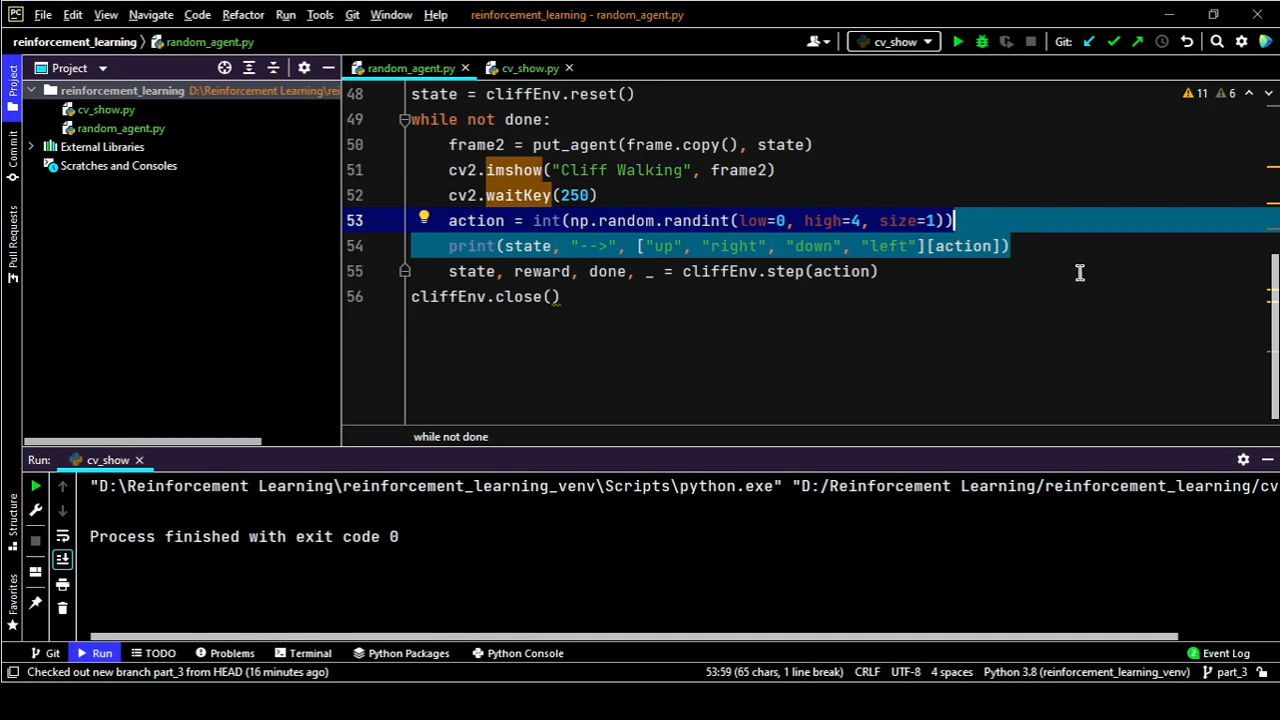 PC File Edit View Navigate Code Refactor Run Tools Git Window Help reinforcement_learning - random_agent.py
reinforcement_learning random_agent.py cv_show Git:
Project random_agent.py cv_show.py
reinforcement_learning D:\Reinforcement Learning\rei
cv_show.py
random_agent.py
External Libraries
Scratches and Consoles
Project
Commit
Pull Requests
Structure
Favorites
11 6
48 state = cliffEnv.reset()
49 while not done:
50 frame2 = put_agent(frame.copy(), state)
51 cv2.imshow("Cliff Walking", frame2)
52 cv2.waitKey(250)
53 action = int(np.random.randint(low=0, high=4, size=1))
54 print(state, "-->", ["up", "right", "down", "left"][action])
55 state, reward, done, _ = cliffEnv.step(action)
56 cliffEnv.close()
while not done
Run: cv_show
"D:\Reinforcement Learning\reinforcement_learning_venv\Scripts\python.exe" "D:/Reinforcement Learning/reinforcement_learning/cv
Process finished with exit code 0
Git Run TODO Problems Terminal Python Packages Python Console 2 Event Log
Checked out new branch part_3 from HEAD (16 minutes ago) 53:59 (65 chars, 1 line break) CRLF UTF-8 4 spaces Python 3.8 (reinforcement_learning_venv) part_3